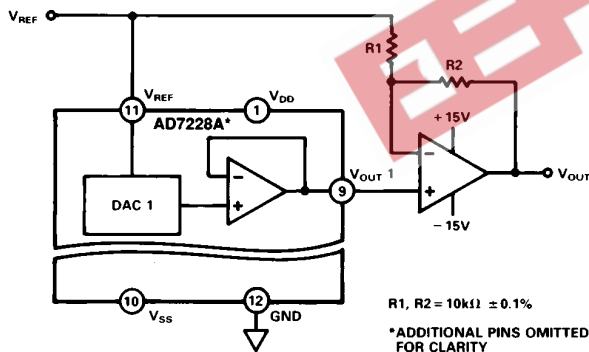 VREF
R1
R2
VREF
11
VDD
1
AD7228A*
+15V
−
−
VOUT 1
VOUT
DAC 1
+
9
+
−15V
10
VSS
12
GND
R1, R2 = 10kΩ ±0.1%
*ADDITIONAL PINS OMITTED
FOR CLARITY